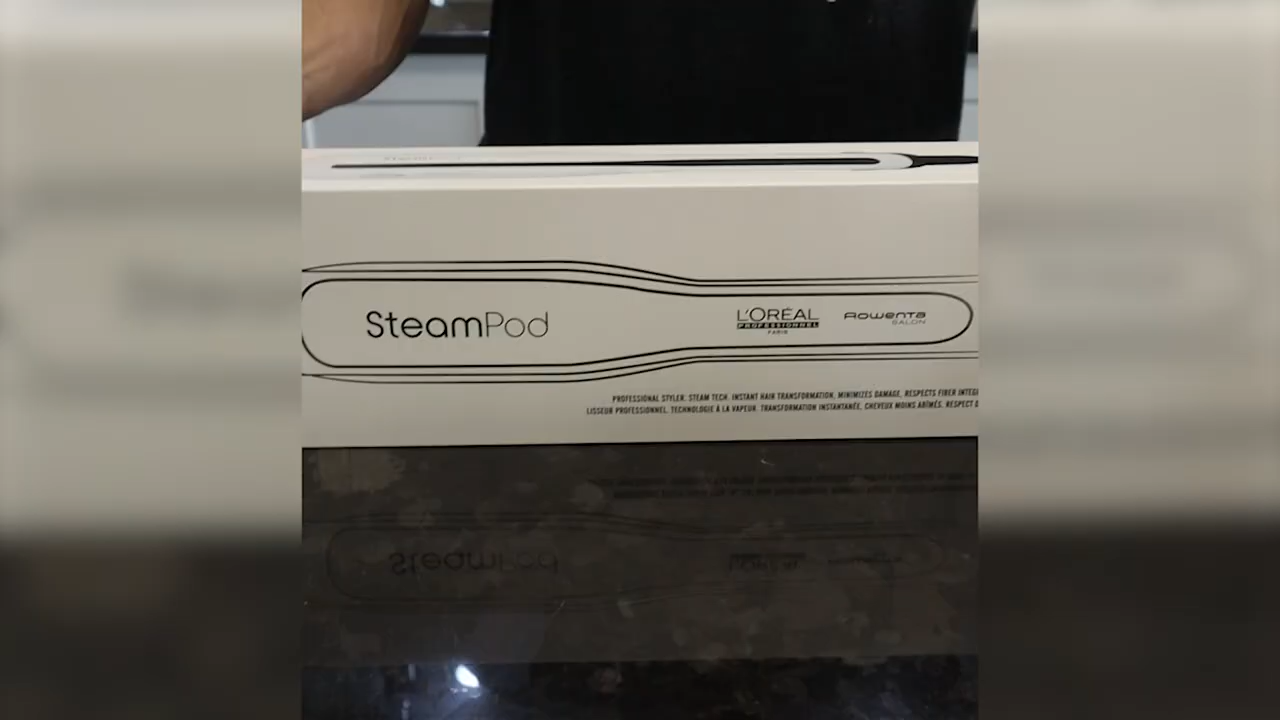 SteamPod
L'ORÉAL
PROFESSIONNEL
PARIS
ROWENTA
SALON
PROFESSIONAL STYLER. STEAM TECH. INSTANT HAIR TRANSFORMATION, MINIMIZES DAMAGE, RESPECTS FIBER
LISSEUR PROFESSIONNEL. TECHNOLOGIE À LA VAPEUR. TRANSFORMATION INSTANTANÉE, CHEVEUX MOINS ABÎMÉS, RESPECT